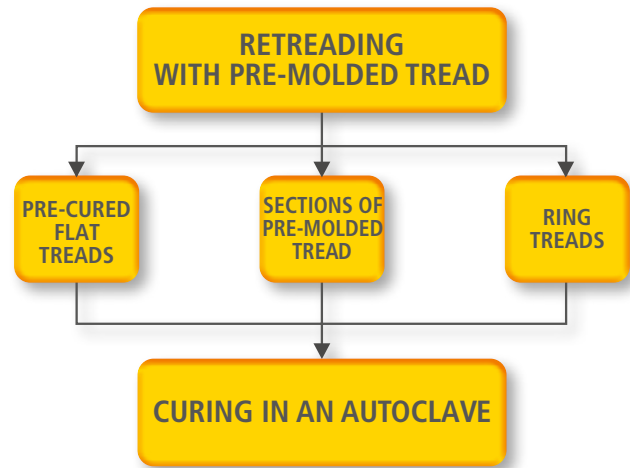 RETREADING
WITH PRE-MOLDED TREAD
PRE-CURED
FLAT
TREADS
SECTIONS OF
PRE-MOLDED
TREAD
RING
TREADS
CURING IN AN AUTOCLAVE